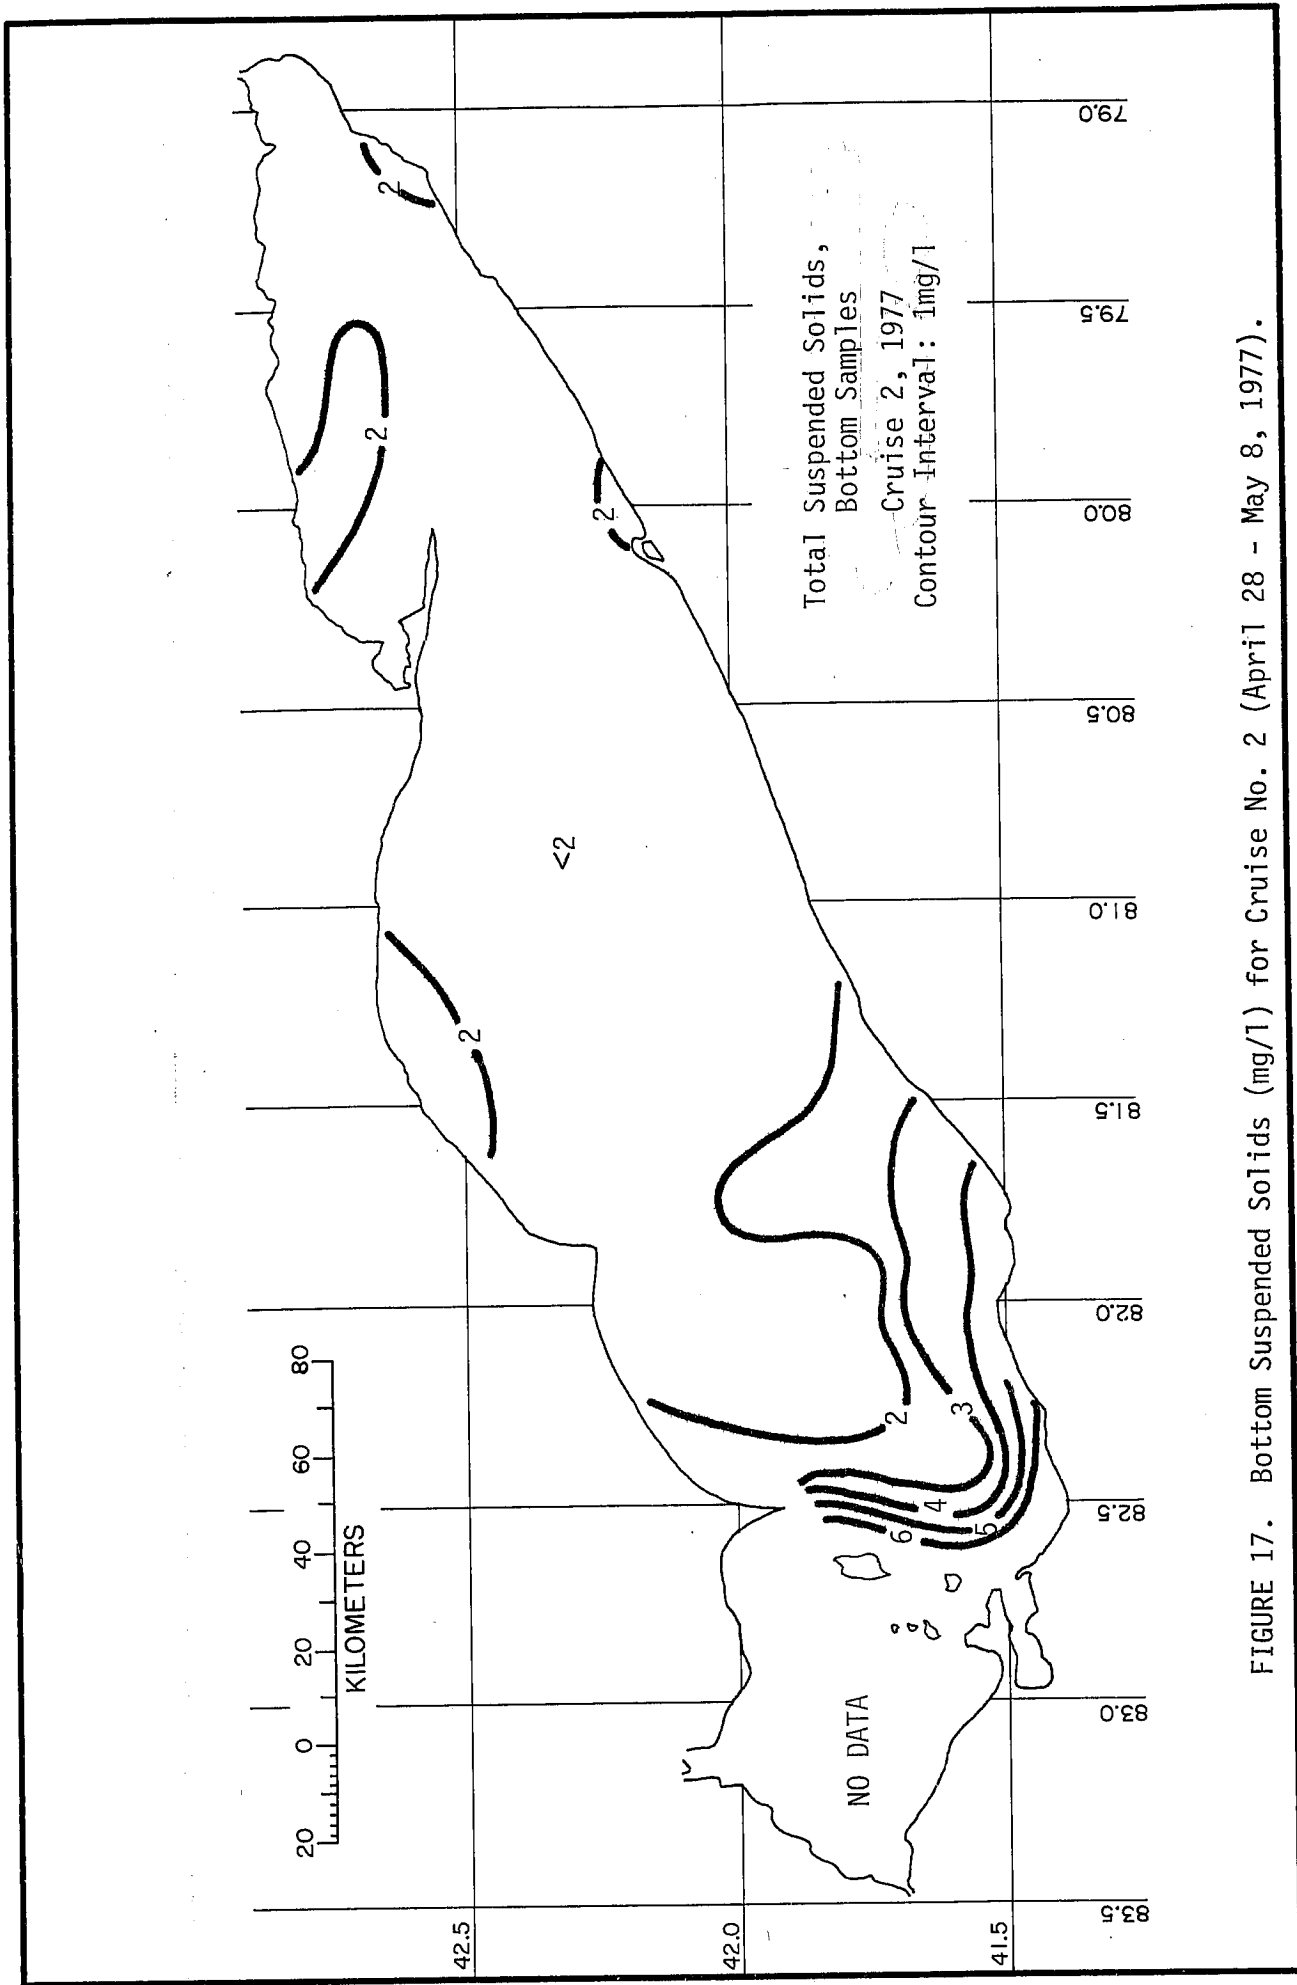 20 0 20 40 60 80
KILOMETERS
42.5
42.0
41.5
83.5
83.0
82.5
82.0
81.5
81.0
80.5
80.0
79.5
79.0
NO DATA
<2
2
2
2
2
2
3
4
5
6
Total Suspended Solids,
Bottom Samples
Cruise 2, 1977
Contour Interval: 1mg/l
FIGURE 17. Bottom Suspended Solids (mg/l) for Cruise No. 2 (April 28 - May 8, 1977).